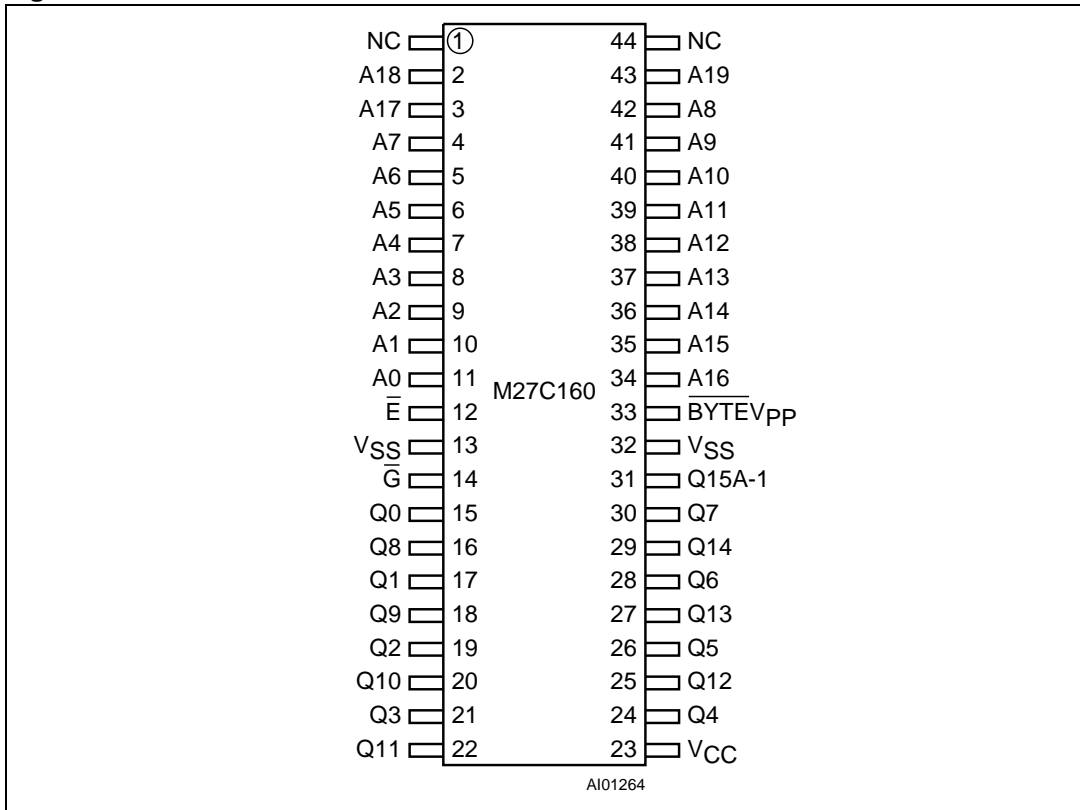 NC 1 44 NC
A18 2 43 A19
A17 3 42 A8
A7 4 41 A9
A6 5 40 A10
A5 6 39 A11
A4 7 38 A12
A3 8 37 A13
A2 9 36 A14
A1 10 35 A15
A0 11 34 A16
M27C160
E̅ 12 33 B̅Y̅T̅E̅VPP
VSS 13 32 VSS
G̅ 14 31 Q15A-1
Q0 15 30 Q7
Q8 16 29 Q14
Q1 17 28 Q6
Q9 18 27 Q13
Q2 19 26 Q5
Q10 20 25 Q12
Q3 21 24 Q4
Q11 22 23 VCC
AI01264